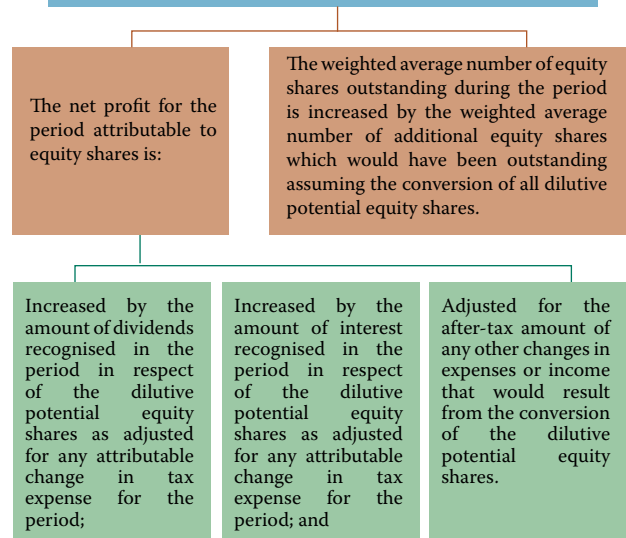 The net profit for the
period attributable to
equity shares is:
The weighted average number of equity
shares outstanding during the period
is increased by the weighted average
number of additional equity shares
which would have been outstanding
assuming the conversion of all dilutive
potential equity shares.
Increased by the
amount of dividends
recognised in the
period in respect
of the dilutive
potential equity
shares as adjusted
for any attributable
change in tax
expense for the
period;
Increased by the
amount of interest
recognised in the
period in respect
of the dilutive
potential equity
shares as adjusted
for any attributable
change in tax
expense for the
period; and
Adjusted for the
after-tax amount of
any other changes in
expenses or income
that would result
from the conversion
of the dilutive
potential equity
shares.